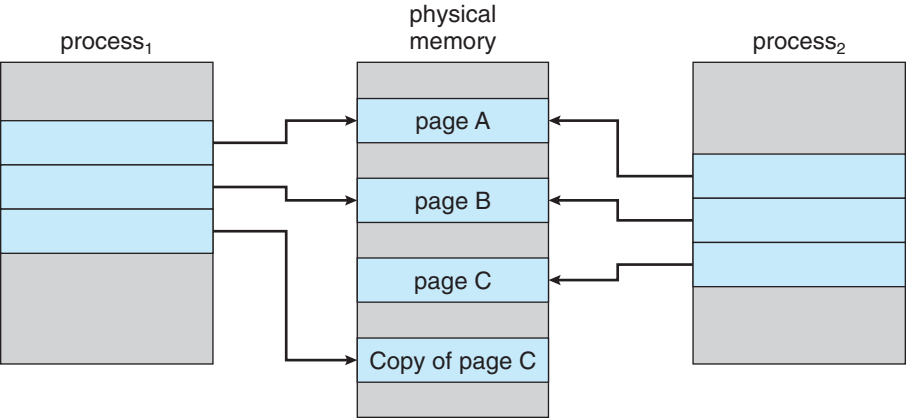 process₁
physical
memory
process₂
page A
page B
page C
Copy of page C